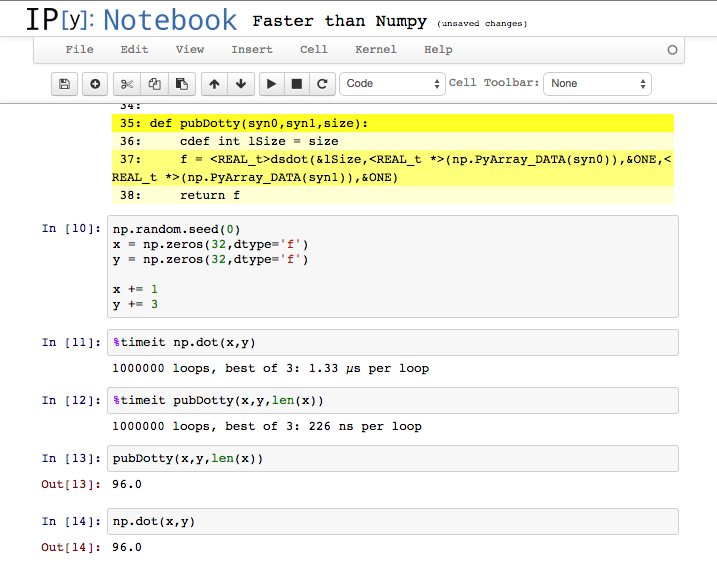 IP[y]: Notebook Faster than Numpy (unsaved changes)
File Edit View Insert Cell Kernel Help
Code Cell Toolbar: None
34:
35: def pubDotty(syn0,syn1,size):
36: cdef int lSize = size
37: f = <REAL_t>dsdot(&lSize,<REAL_t *>(np.PyArray_DATA(syn0)),&ONE,<
REAL_t *>(np.PyArray_DATA(syn1)),&ONE)
38: return f
In [10]: np.random.seed(0)
x = np.zeros(32,dtype='f')
y = np.zeros(32,dtype='f')
x += 1
y += 3
In [11]: %timeit np.dot(x,y)
1000000 loops, best of 3: 1.33 µs per loop
In [12]: %timeit pubDotty(x,y,len(x))
1000000 loops, best of 3: 226 ns per loop
In [13]: pubDotty(x,y,len(x))
Out[13]: 96.0
In [14]: np.dot(x,y)
Out[14]: 96.0